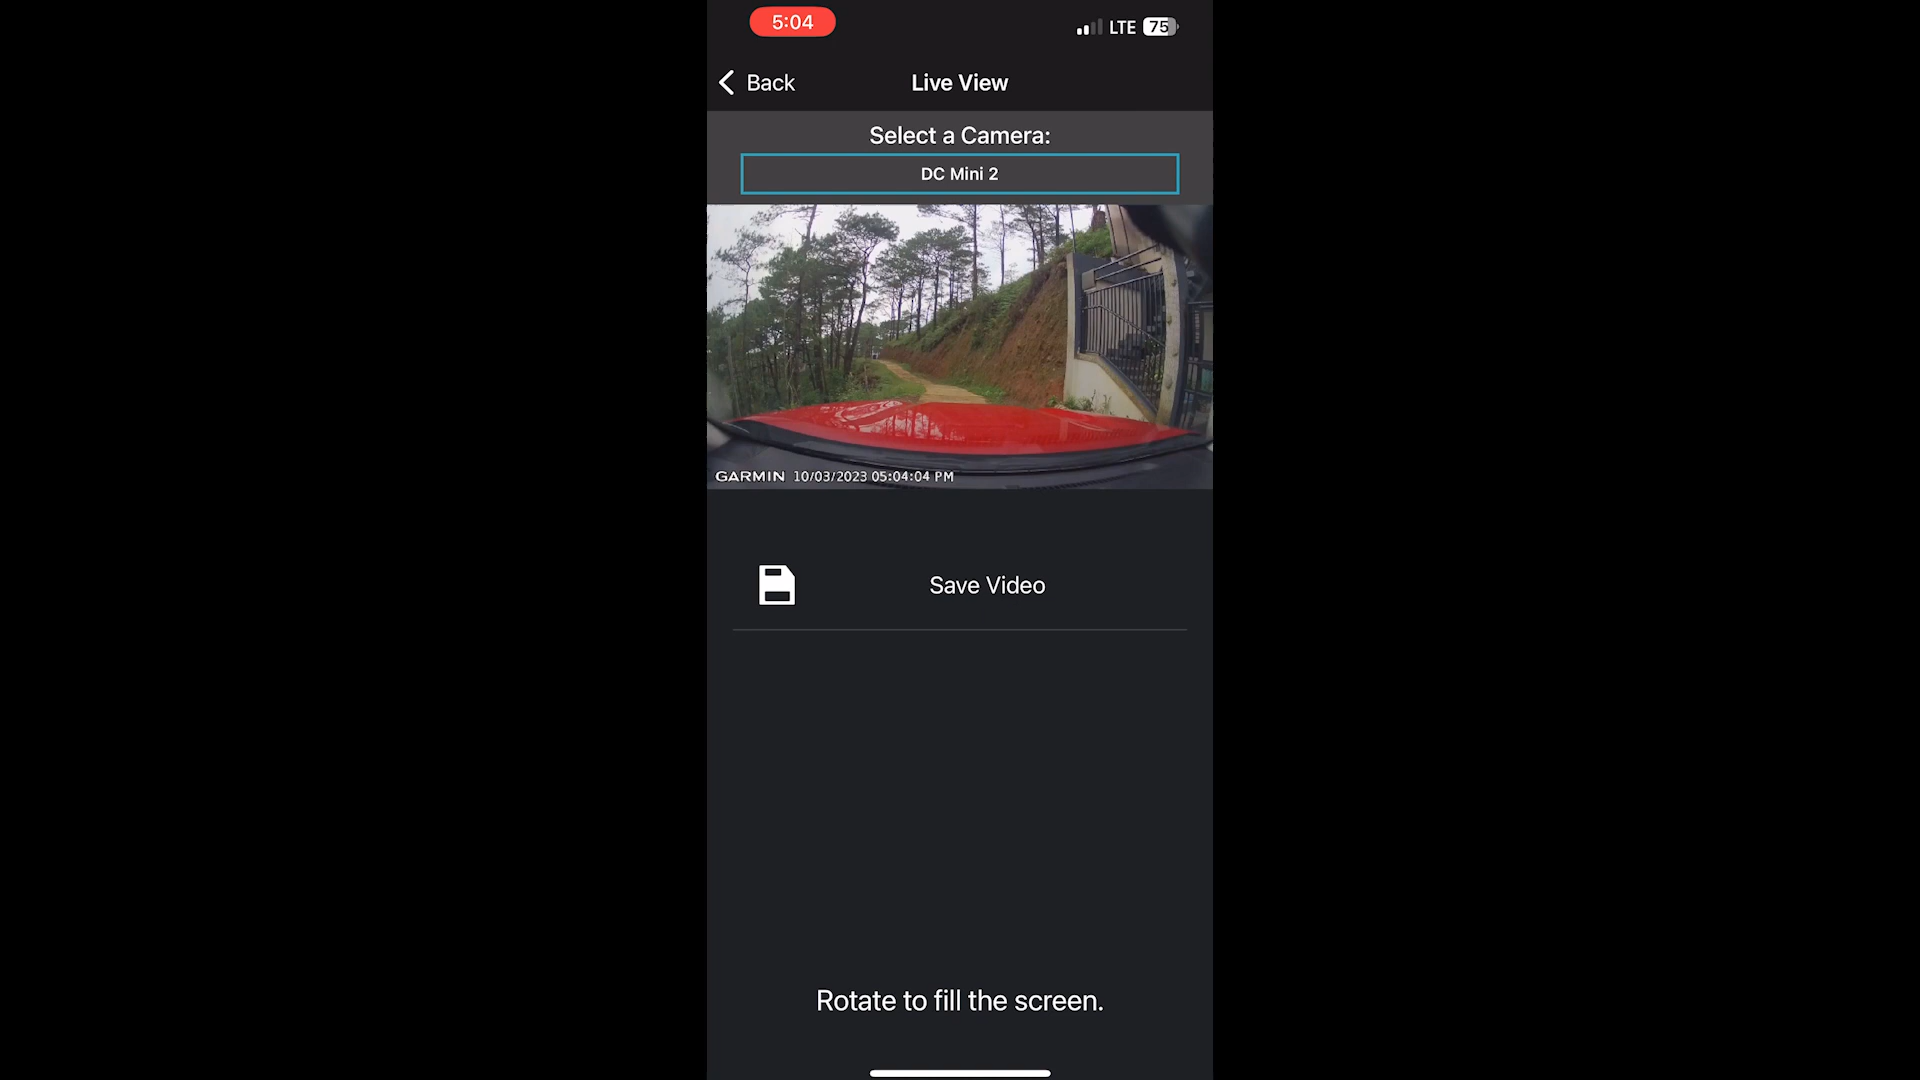 5:04
LTE 75
Back
Live View
Select a Camera:
DC Mini 2
GARMIN 10/03/2023 05:04:04 PM
Save Video
Rotate to fill the screen.